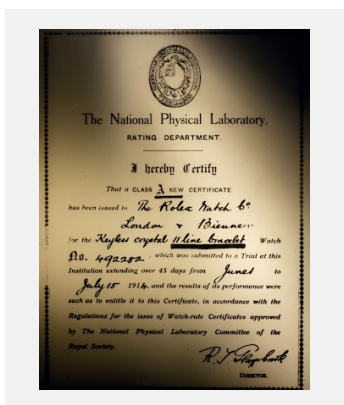 The National Physical Laboratory.
RATING DEPARTMENT.
I hereby Certify
That a CLASS A KEW CERTIFICATE
has been issued to The Rolex Watch Co
London & Bienne
for the Keyless crystal 11 line bracelet Watch
No. 492282, which was submitted to a Trial at this
Institution extending over 45 days from June 1 to
July 15 1914, and the results of its performance were
such as to entitle it to this Certificate, in accordance with the
Regulations for the issue of Watch-rate Certificates approved
by The National Physical Laboratory Committee of the
Royal Society.
DIRECTOR.